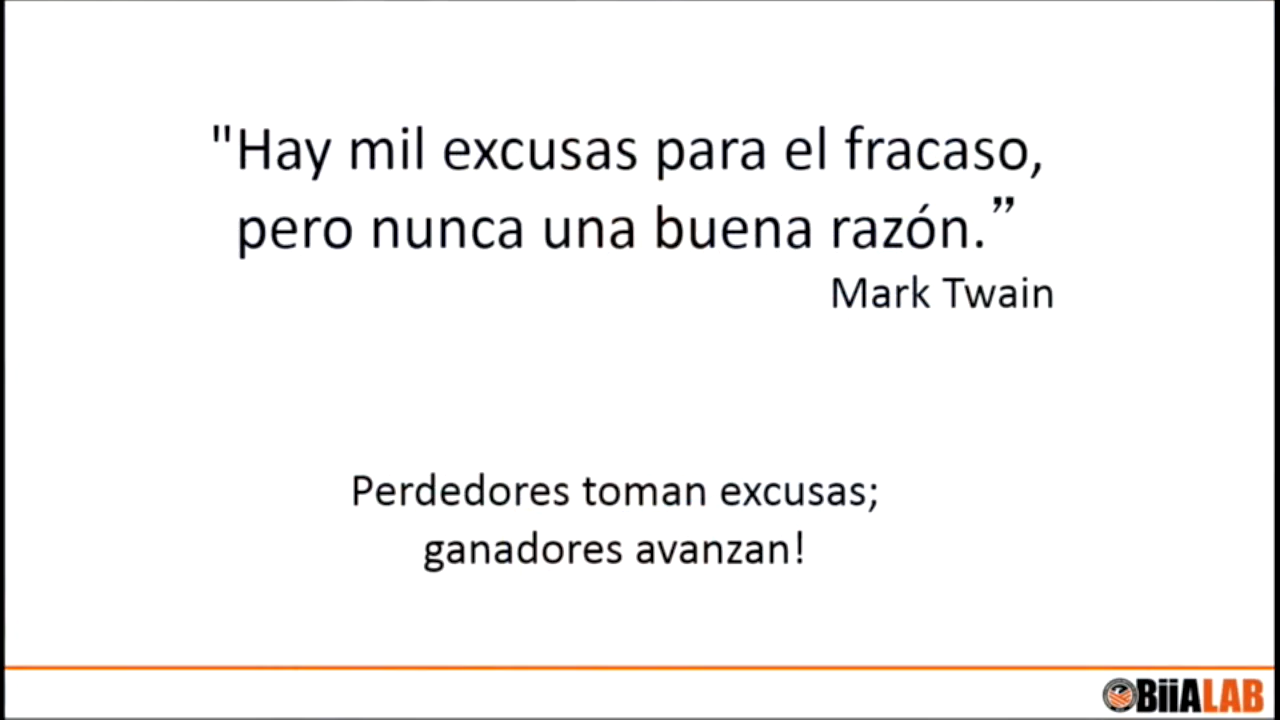 "Hay mil excusas para el fracaso,
pero nunca una buena razón.”
Mark Twain
Perdedores toman excusas;
ganadores avanzan!
BiiALAB